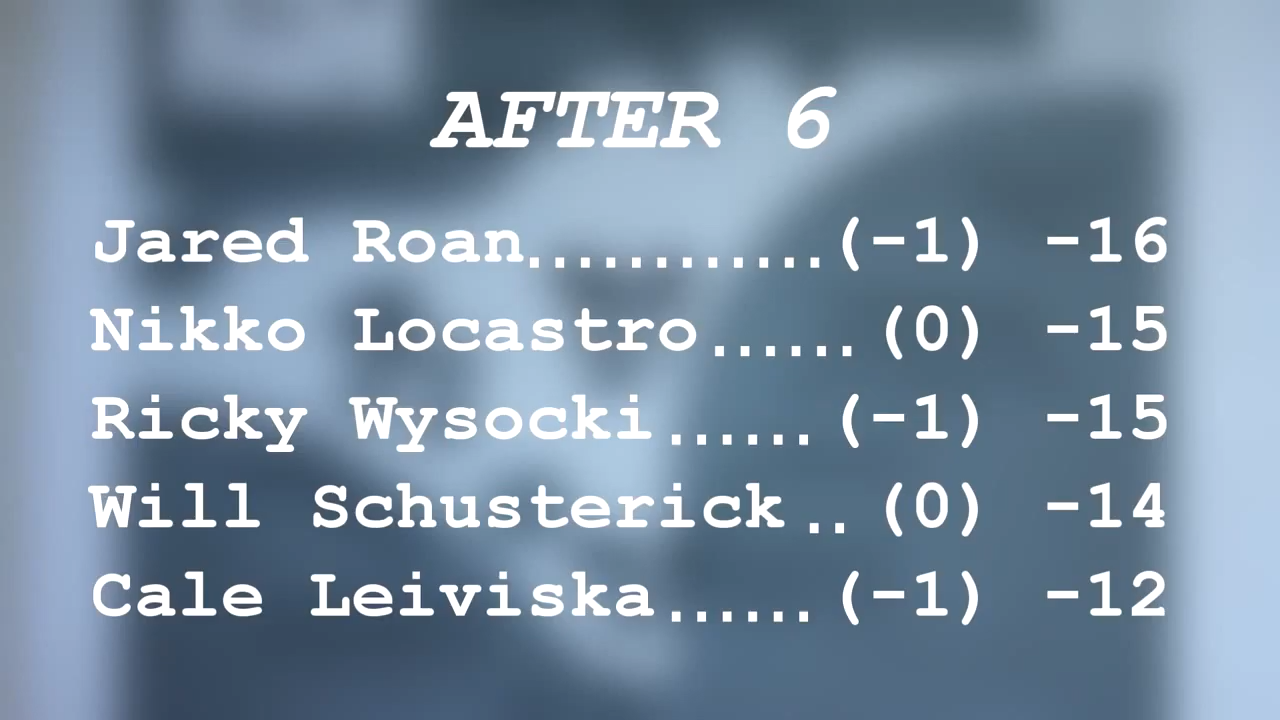 AFTER 6
Jared Roan............(-1) -16
Nikko Locastro......(0) -15
Ricky Wysocki......(-1) -15
Will Schusterick..(0) -14
Cale Leiviska......(-1) -12